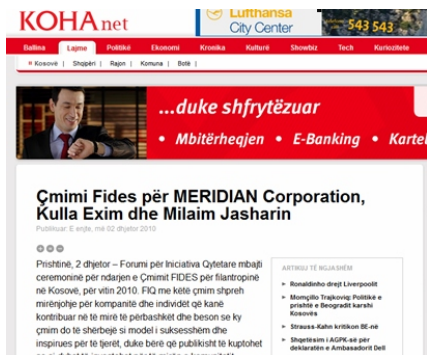 KOHAnet
Lufthansa
City Center
543 543
Ballina Lajme Politikë Ekonomi Kronika Kulturë Showbiz Tech Kuriozitete
Kosovë | Shqipëri | Rajon | Komuna | Botë |
...duke shfrytëzuar
• Mbitërheqjen • E-Banking • Kartel
Çmimi Fides për MERIDIAN Corporation,
Kulla Exim dhe Milaim Jasharin
Publikuar: E enjte, më 02 dhjetor 2010
Prishtinë, 2 dhjetor – Forumi për Iniciativa Qytetare mbajti
ceremoninë për ndarjen e Çmimit FIDES për filantropinë
në Kosovë, për vitin 2010. FIQ me këtë çmim shpreh
mirënjohje për kompanitë dhe individët që kanë
kontribuar në të mirë të përbashkët dhe beson se ky
çmim do të shërbejë si model i suksesshëm dhe
inspirues për të tjerët, duke bërë që publikisht të kuptohet
ARTIKUJ TË NGJASHËM
Ronaldinho drejt Liverpoolit
Momçillo Trajkoviq: Politikë e
prishtë e Beogradit karshi
Kosovës
Strauss-Kahn kritikon BE-në
Shqetësim i AGPK-së për
deklaratën e Ambasadorit Dell